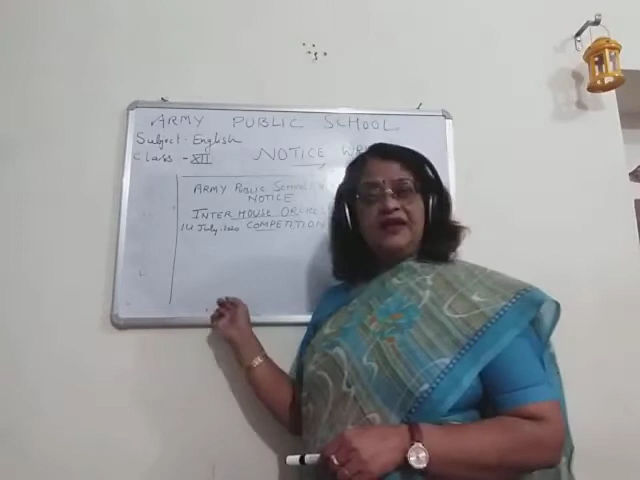 ARMY PUBLIC SCHOOL
Subject - English
Class - XII
NOTICE
ARMY PUBLIC SCHOOL
NOTICE
INTER HOUSE
14 July, 2020 COMPETITION